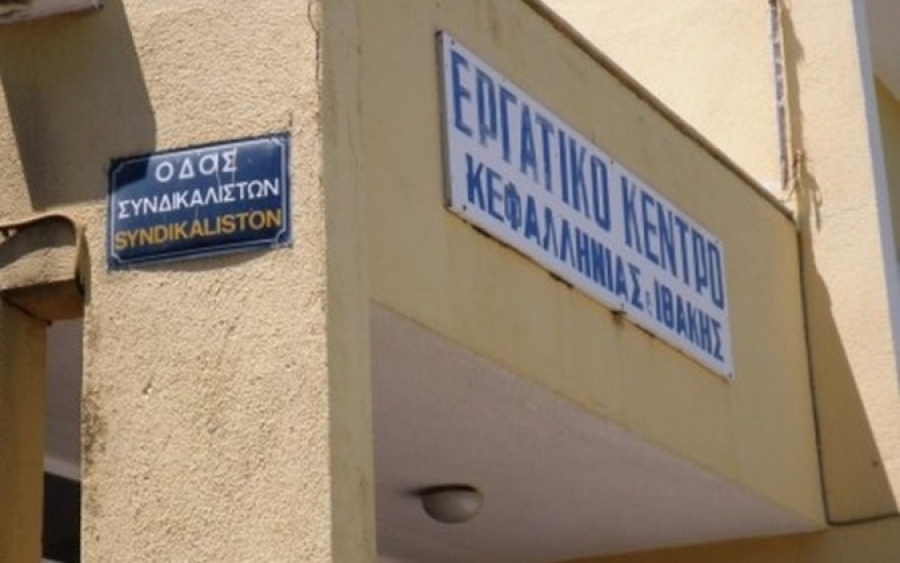 ΟΔΟΣ
ΣΥΝΔΙΚΑΛΙΣΤΩΝ
SYNDIKALISTON
ΕΡΓΑΤΙΚΟ ΚΕΝΤΡΟ
ΚΕΦΑΛΛΗΝΙΑΣ & ΙΘΑΚΗΣ